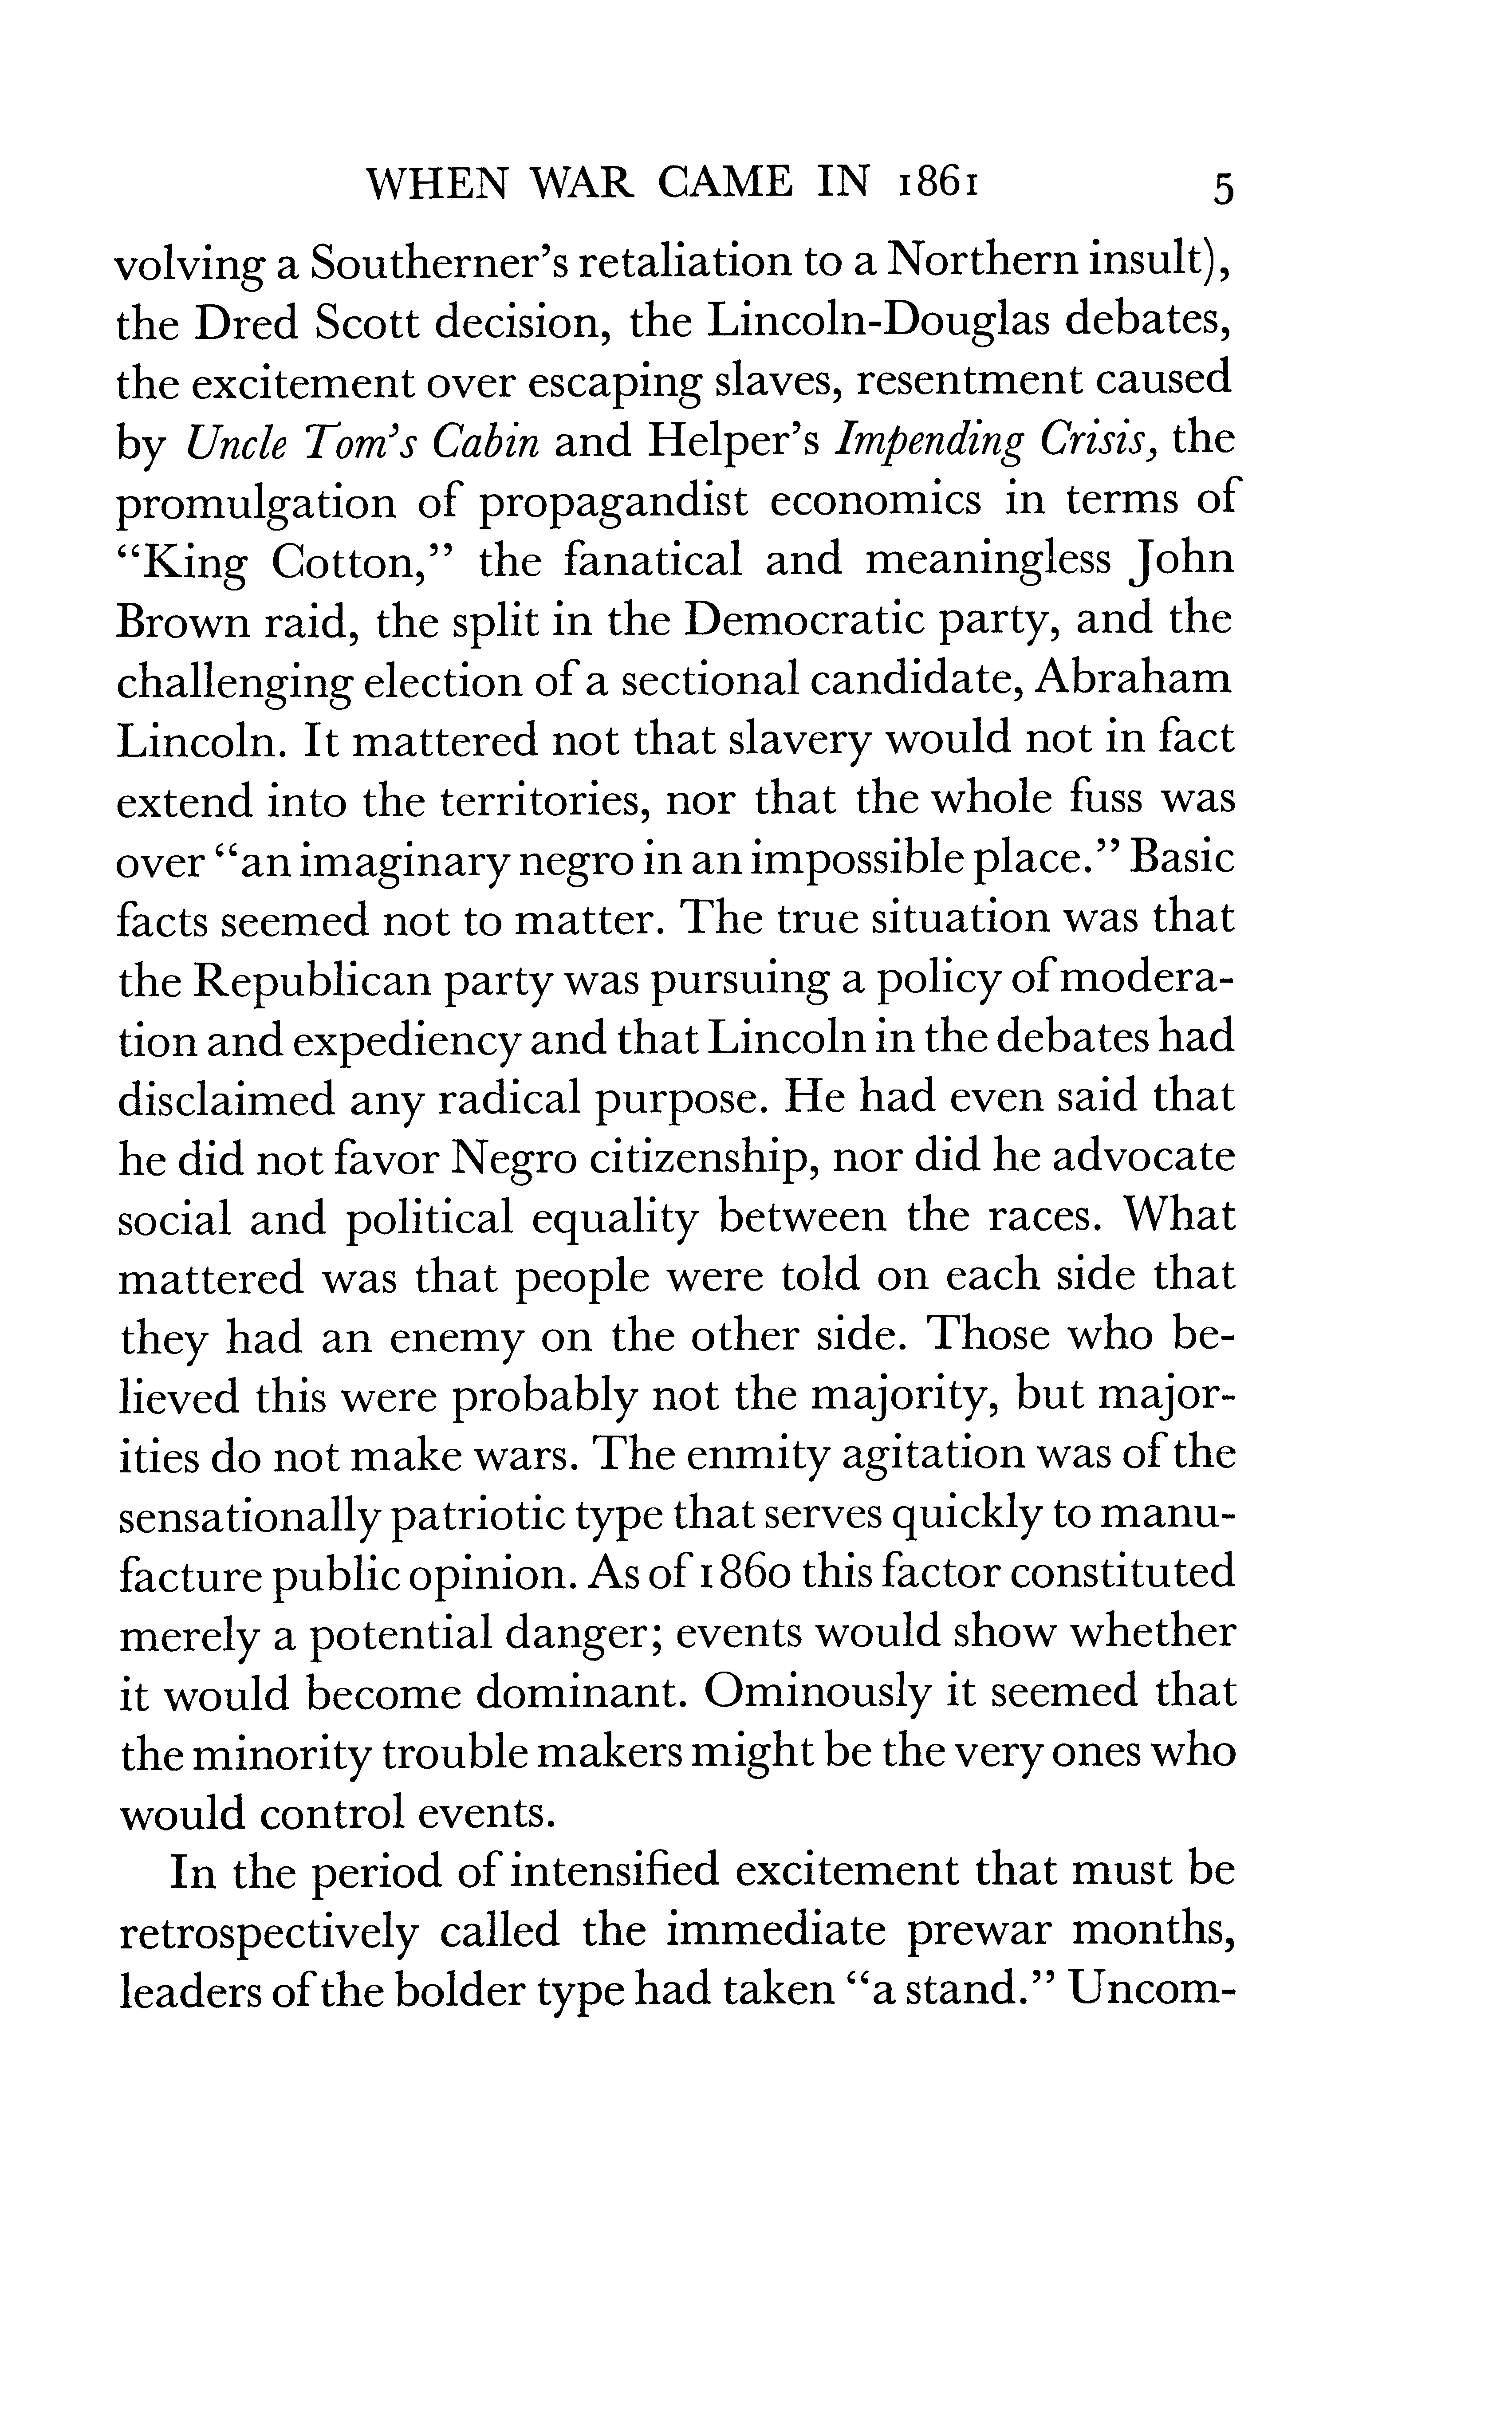 WHEN WAR CAME IN 1861 5
volving a Southerner's retaliation to a Northern insult),
the Dred Scott decision, the Lincoln-Douglas debates,
the excitement over escaping slaves, resentment caused
by Uncle Tom's Cabin and Helper's Impending Crisis, the
promulgation of propagandist economics in terms of
“King Cotton,” the fanatical and meaningless John
Brown raid, the split in the Democratic party, and the
challenging election of a sectional candidate, Abraham
Lincoln. It mattered not that slavery would not in fact
extend into the territories, nor that the whole fuss was
over “an imaginary negro in an impossible place.” Basic
facts seemed not to matter. The true situation was that
the Republican party was pursuing a policy of modera-
tion and expediency and that Lincoln in the debates had
disclaimed any radical purpose. He had even said that
he did not favor Negro citizenship, nor did he advocate
social and political equality between the races. What
mattered was that people were told on each side that
they had an enemy on the other side. Those who be-
lieved this were probably not the majority, but major-
ities do not make wars. The enmity agitation was of the
sensationally patriotic type that serves quickly to manu-
facture public opinion. As of 1860 this factor constituted
merely a potential danger; events would show whether
it would become dominant. Ominously it seemed that
the minority trouble makers might be the very ones who
would control events.
In the period of intensified excitement that must be
retrospectively called the immediate prewar months,
leaders of the bolder type had taken “a stand.” Uncom-